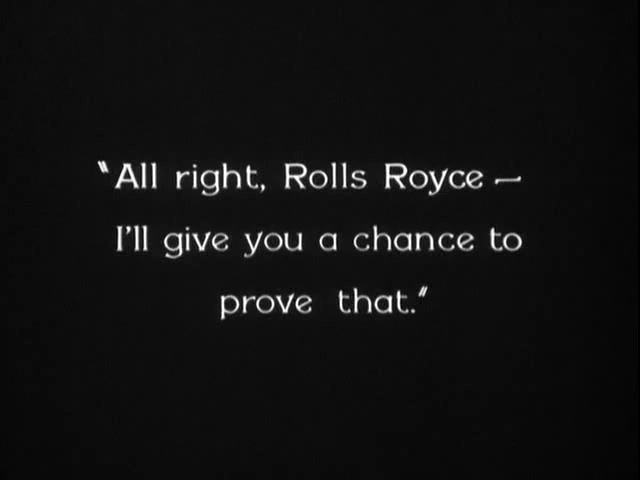 "All right, Rolls Royce —
I'll give you a chance to
prove that."